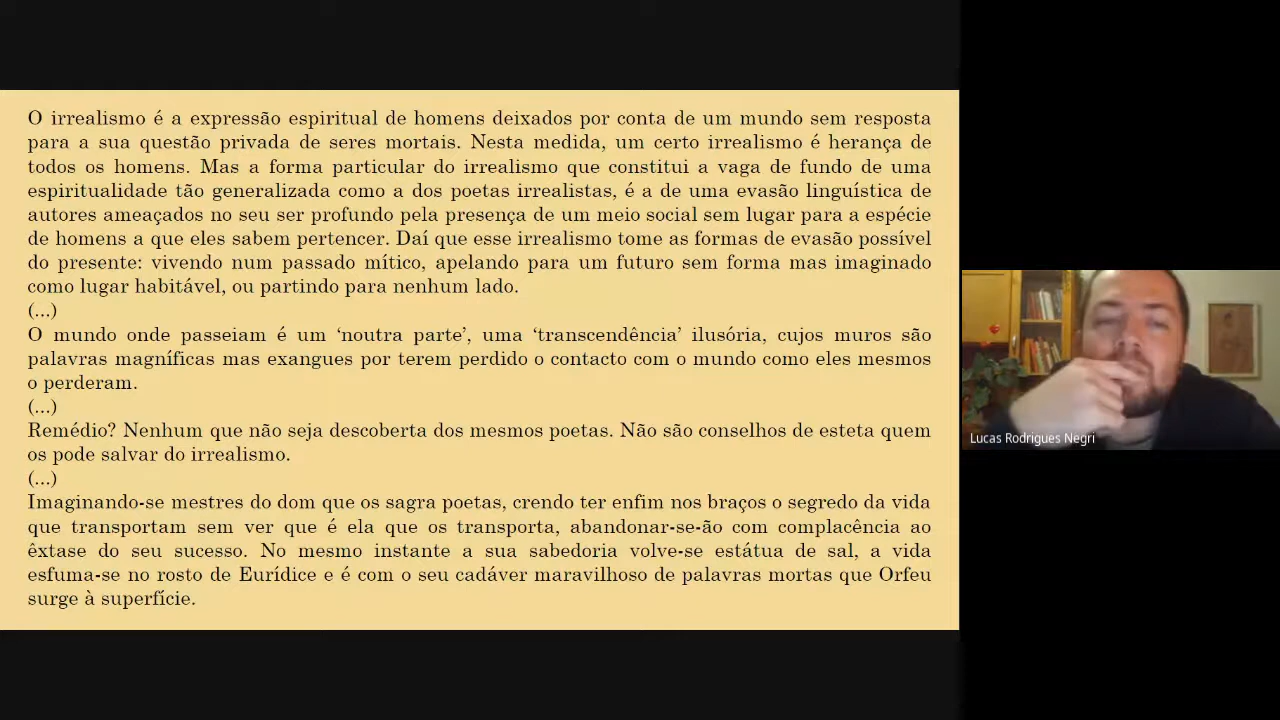 O irrealismo é a expressão espiritual de homens deixados por conta de um mundo sem resposta
para a sua questão privada de seres mortais. Nesta medida, um certo irrealismo é herança de
todos os homens. Mas a forma particular do irrealismo que constitui a vaga de fundo de uma
espiritualidade tão generalizada como a dos poetas irrealistas, é a de uma evasão linguística de
autores ameaçados no seu ser profundo pela presença de um meio social sem lugar para a espécie
de homens a que eles sabem pertencer. Daí que esse irrealismo tome as formas de evasão possível
do presente: vivendo num passado mítico, apelando para um futuro sem forma mas imaginado
como lugar habitável, ou partindo para nenhum lado.
(...)
O mundo onde passeiam é um ‘noutra parte’, uma ‘transcendência’ ilusória, cujos muros são
palavras magníficas mas exangues por terem perdido o contacto com o mundo como eles mesmos
o perderam.
(...)
Remédio? Nenhum que não seja descoberta dos mesmos poetas. Não são conselhos de esteta quem
os pode salvar do irrealismo.
(...)
Imaginando-se mestres do dom que os sagra poetas, crendo ter enfim nos braços o segredo da vida
que transportam sem ver que é ela que os transporta, abandonar-se-ão com complacência ao
êxtase do seu sucesso. No mesmo instante a sua sabedoria volve-se estátua de sal, a vida
esfuma-se no rosto de Eurídice e é com o seu cadáver maravilhoso de palavras mortas que Orfeu
surge à superfície.
Lucas Rodrigues Negri